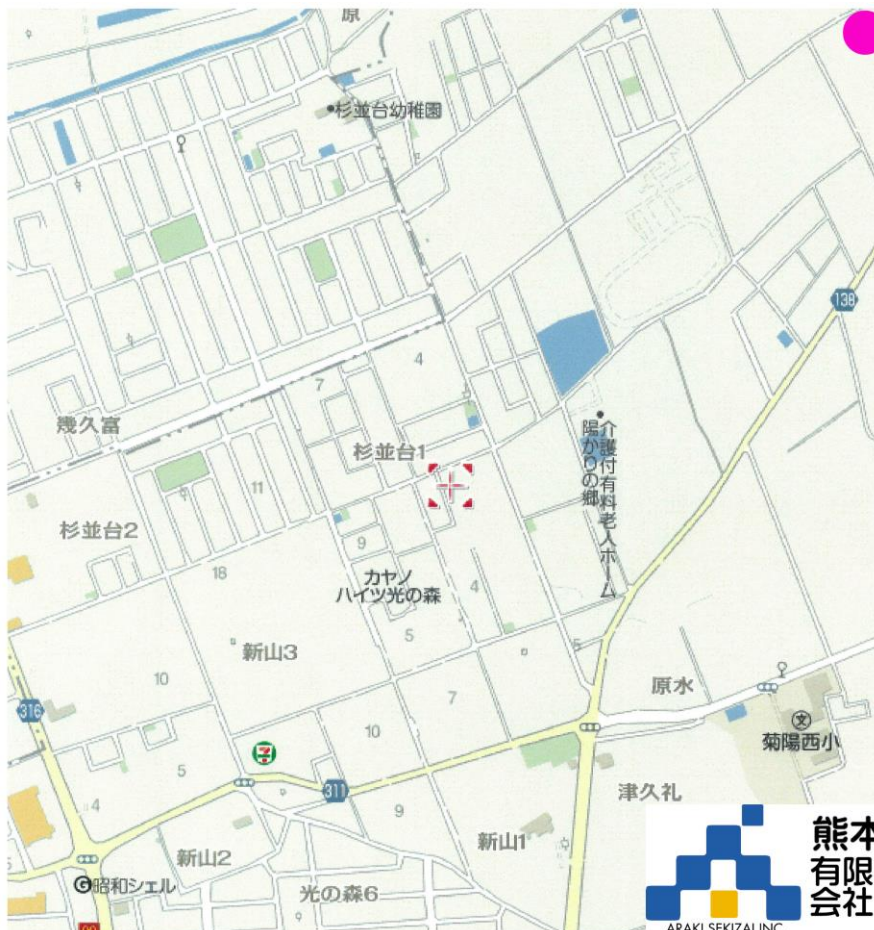 原
杉並台幼稚園
138
4
7
幾久富
杉並台1
介護付有料老人ホーム
陽かりの郷
11
杉並台2
9
18
カヤノ
ハイツ光の森
4
5
5
新山3
原水
10
7
316
10
文
菊陽西小
5
311
津久礼
4
9
新山1
新山2
昭和シェル
光の森6
熊本
有限
会社
ARAKI SEKIZAI INC